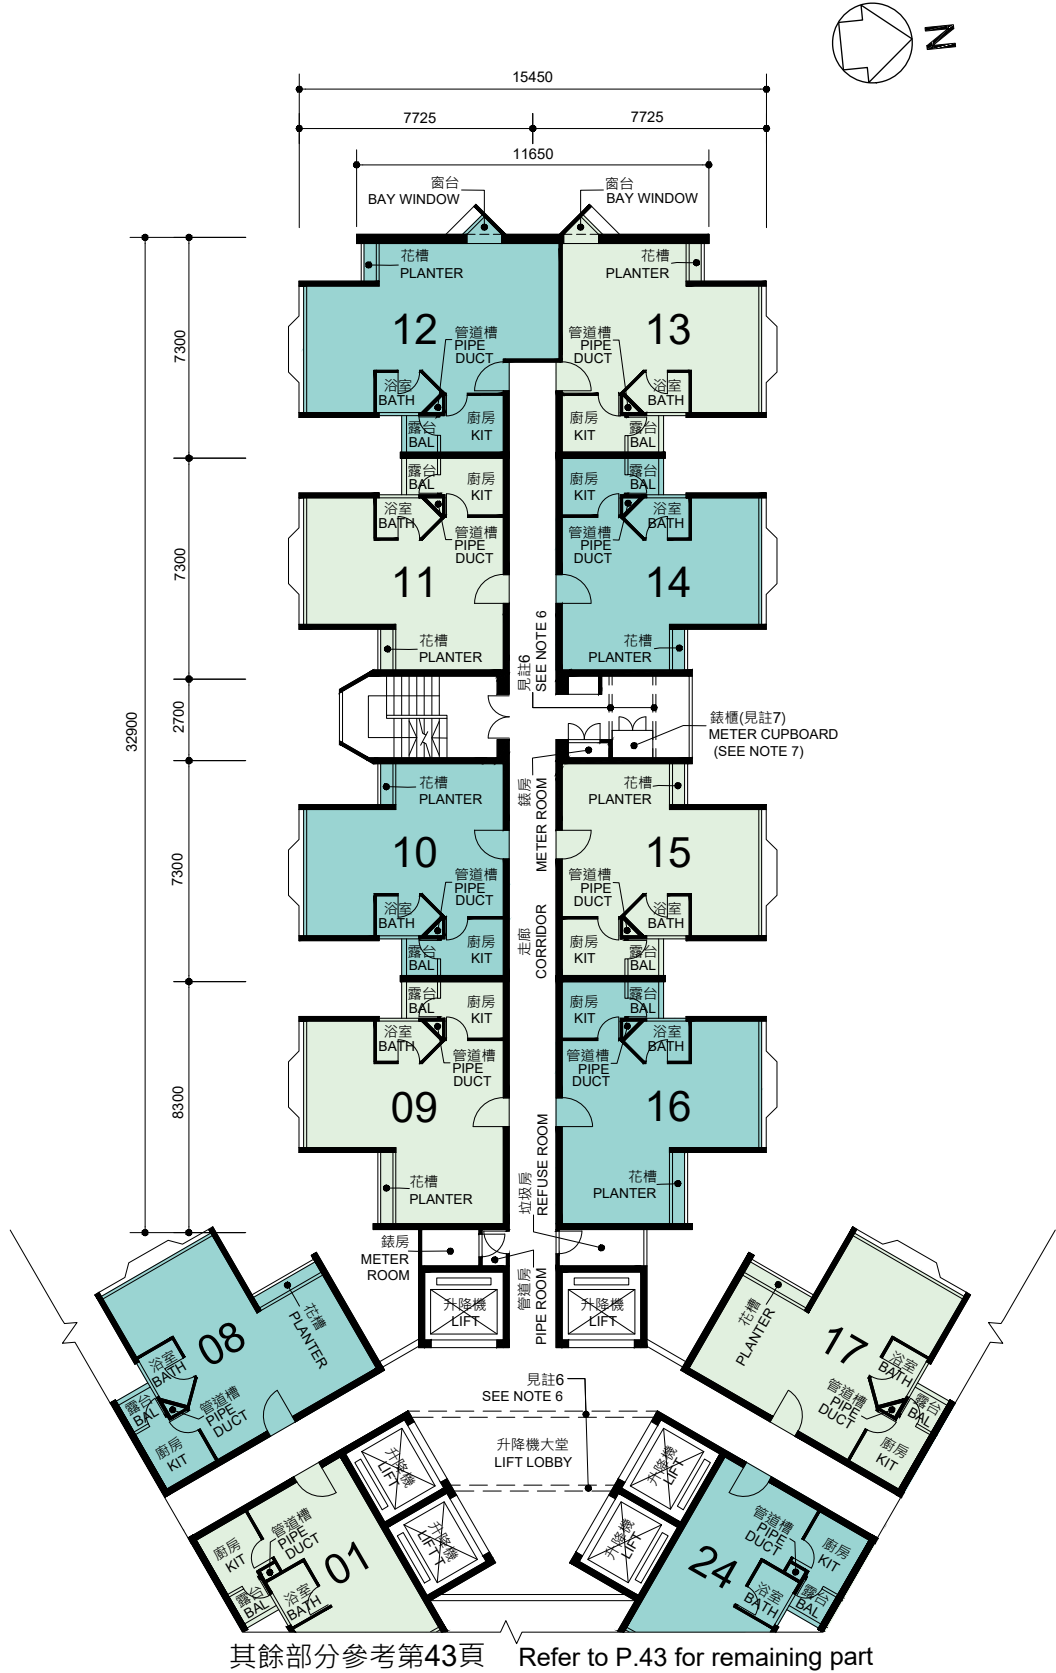 N
15450
7725
7725
11650
窗台
BAY WINDOW
窗台
BAY WINDOW
花槽
PLANTER
花槽
PLANTER
12
管道槽
PIPE
DUCT
管道槽
PIPE
DUCT
13
浴室
BATH
浴室
BATH
露台
BAL
廚房
KIT
廚房
KIT
露台
BAL
露台
BAL
廚房
KIT
廚房
KIT
露台
BAL
浴室
BATH
浴室
BATH
管道槽
PIPE
DUCT
管道槽
PIPE
DUCT
11
14
花槽
PLANTER
花槽
PLANTER
見註6
SEE NOTE 6
7300
7300
2700
32900
7300
8300
錶櫃(見註7)
METER CUPBOARD
(SEE NOTE 7)
花槽
PLANTER
花槽
PLANTER
錶房
METER ROOM
10
15
管道槽
PIPE
DUCT
管道槽
PIPE
DUCT
浴室
BATH
浴室
BATH
露台
BAL
廚房
KIT
走廊
CORRIDOR
廚房
KIT
露台
BAL
露台
BAL
廚房
KIT
廚房
KIT
露台
BAL
浴室
BATH
浴室
BATH
管道槽
PIPE
DUCT
管道槽
PIPE
DUCT
09
16
花槽
PLANTER
花槽
PLANTER
垃圾房
REFUSE ROOM
錶房
METER
ROOM
管道房
PIPE ROOM
升降機
LIFT
升降機
LIFT
花槽
PLANTER
08
浴室
BATH
管道槽
PIPE
DUCT
露台
BAL
廚房
KIT
花槽
PLANTER
17
浴室
BATH
管道槽
PIPE
DUCT
露台
BAL
廚房
KIT
見註6
SEE NOTE 6
升降機大堂
LIFT LOBBY
升降機
LIFT
升降機
LIFT
升降機
LIFT
升降機
LIFT
廚房
KIT
管道槽
PIPE
DUCT
01
露台
BAL
浴室
BATH
管道槽
PIPE
DUCT
廚房
KIT
24
浴室
BATH
露台
BAL
其餘部分參考第43頁 Refer to P.43 for remaining part